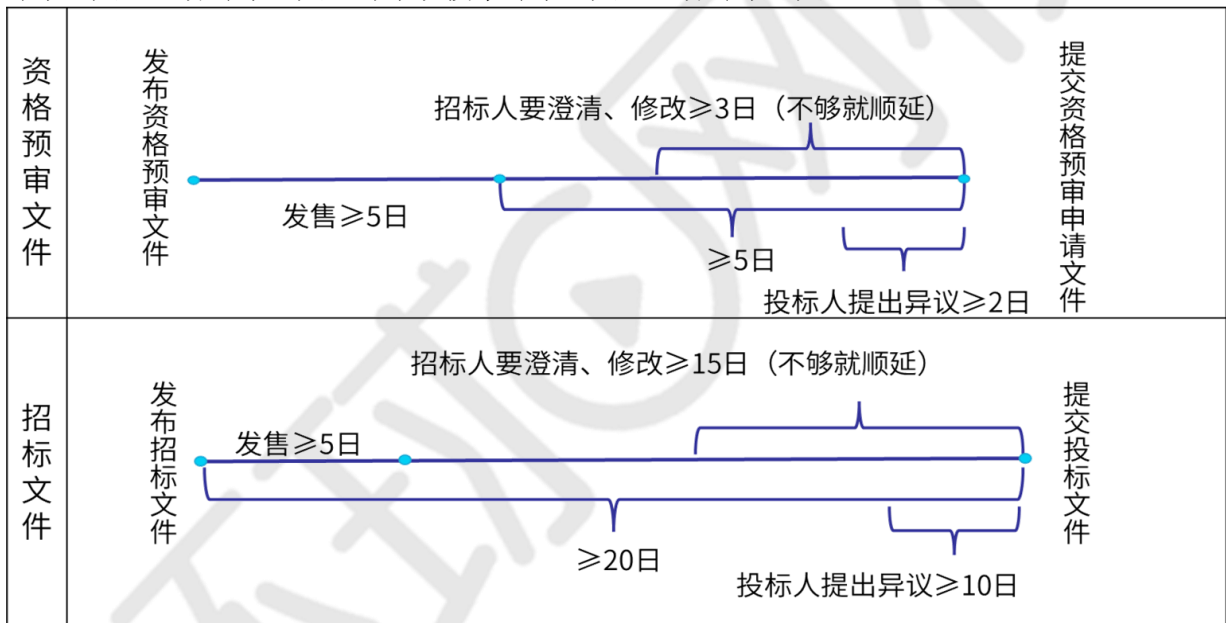 资格预审文件
发布资格预审文件
招标人要澄清、修改≥3日（不够就顺延）
发售≥5日
≥5日
投标人提出异议≥2日
提交资格预审申请文件
招标文件
发布招标文件
招标人要澄清、修改≥15日（不够就顺延）
发售≥5日
≥20日
投标人提出异议≥10日
提交投标文件